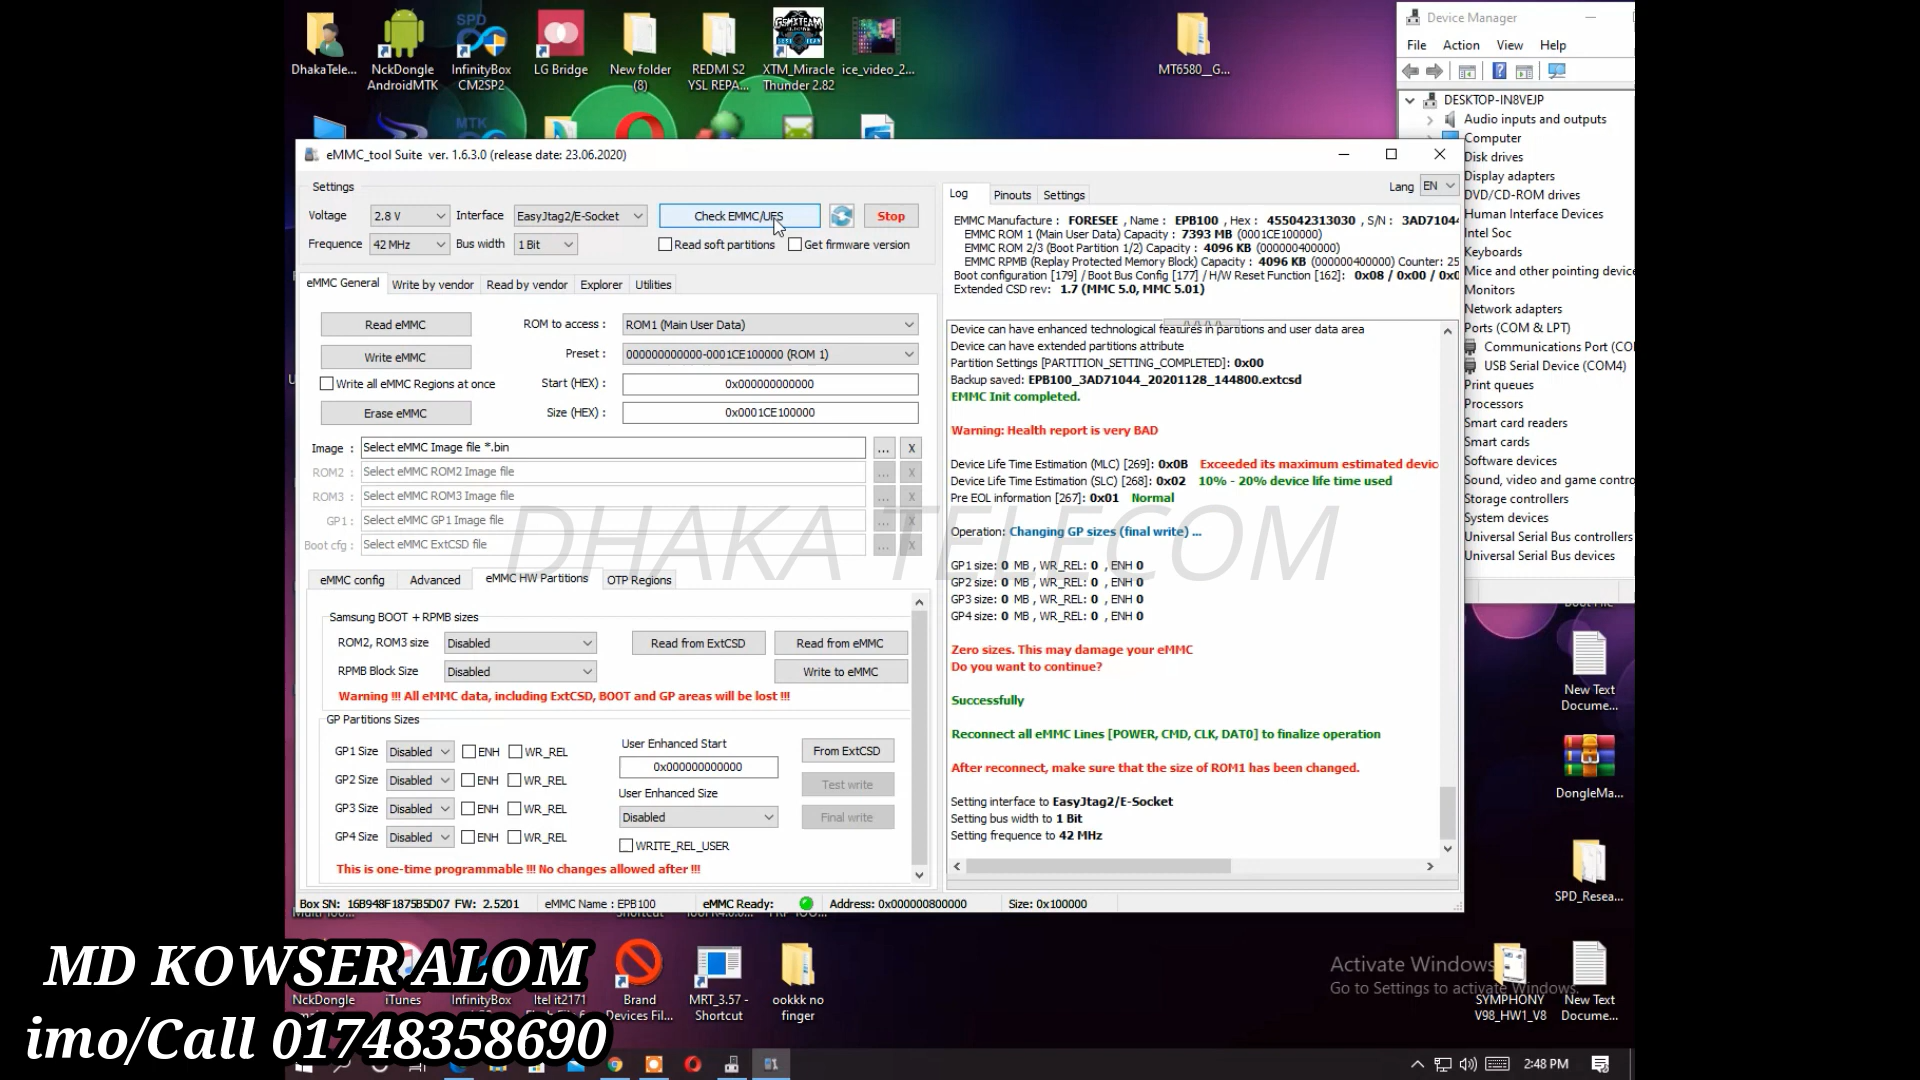 DhakaTele...
NckDongle AndroidMTK
InfinityBox CM2SP2
LG Bridge
New folder (8)
REDMI S2 YSL REPA...
XTM_Miracle Thunder 2.82
ice_video_2...
MT6580__G...
SPD
MTK
Device Manager
File Action View Help
DESKTOP-IN8VEJP
Audio inputs and outputs
Computer
Disk drives
Display adapters
DVD/CD-ROM drives
Human Interface Devices
Intel Soc
Keyboards
Mice and other pointing device
Monitors
Network adapters
Ports (COM & LPT)
Communications Port (CO
USB Serial Device (COM4)
Print queues
Processors
Smart card readers
Smart cards
Software devices
Sound, video and game contro
Storage controllers
System devices
Universal Serial Bus controllers
Universal Serial Bus devices
eMMC_tool Suite ver. 1.6.3.0 (release date: 23.06.2020)
Settings
Voltage 2.8 V Interface EasyJtag2/E-Socket Check EMMC/UFS Stop
Frequence 42 MHz Bus width 1 Bit Read soft partitions Get firmware version
eMMC General Write by vendor Read by vendor Explorer Utilities
Read eMMC ROM to access : ROM1 (Main User Data)
Write eMMC Preset : 000000000000-0001CE100000 (ROM 1)
Write all eMMC Regions at once Start (HEX) : 0x000000000000
Erase eMMC Size (HEX) : 0x0001CE100000
Image : Select eMMC Image file *.bin ... X
ROM2 : Select eMMC ROM2 Image file ... X
ROM3 : Select eMMC ROM3 Image file ... X
GP1 : Select eMMC GP1 Image file ... X
Boot cfg : Select eMMC ExtCSD file ... X
eMMC config Advanced eMMC HW Partitions OTP Regions
Samsung BOOT + RPMB sizes
ROM2, ROM3 size Disabled Read from ExtCSD Read from eMMC
RPMB Block Size Disabled Write to eMMC
Warning !!! All eMMC data, including ExtCSD, BOOT and GP areas will be lost !!!
GP Partitions Sizes
GP1 Size Disabled ENH WR_REL
GP2 Size Disabled ENH WR_REL
GP3 Size Disabled ENH WR_REL
GP4 Size Disabled ENH WR_REL
User Enhanced Start
0x000000000000
User Enhanced Size
Disabled
WRITE_REL_USER
From ExtCSD
Test write
Final write
This is one-time programmable !!! No changes allowed after !!!
Box SN: 16B948F1875B5D07 FW: 2.5201 eMMC Name : EPB100 eMMC Ready: Address: 0x000000800000 Size: 0x100000
Log Pinouts Settings Lang EN
EMMC Manufacture : FORESEE , Name : EPB100 , Hex : 455042313030 , S/N : 3AD71044
EMMC ROM 1 (Main User Data) Capacity : 7393 MB (0001CE100000)
EMMC ROM 2/3 (Boot Partition 1/2) Capacity : 4096 KB (000000400000)
EMMC RPMB (Replay Protected Memory Block) Capacity : 4096 KB (000000400000) Counter: 25
Boot configuration [179] / Boot Bus Config [177] / H/W Reset Function [162]: 0x08 / 0x00 / 0x0
Extended CSD rev: 1.7 (MMC 5.0, MMC 5.01)
Device can have enhanced technological features in partitions and user data area
Device can have extended partitions attribute
Partition Settings [PARTITION_SETTING_COMPLETED]: 0x00
Backup saved: EPB100_3AD71044_20201128_144800.extcsd
EMMC Init completed.
Warning: Health report is very BAD
Device Life Time Estimation (MLC) [269]: 0x0B Exceeded its maximum estimated devic
Device Life Time Estimation (SLC) [268]: 0x02 10% - 20% device life time used
Pre EOL information [267]: 0x01 Normal
Operation: Changing GP sizes (final write) ...
GP1 size: 0 MB , WR_REL: 0 , ENH 0
GP2 size: 0 MB , WR_REL: 0 , ENH 0
GP3 size: 0 MB , WR_REL: 0 , ENH 0
GP4 size: 0 MB , WR_REL: 0 , ENH 0
Zero sizes. This may damage your eMMC
Do you want to continue?
Successfully
Reconnect all eMMC Lines [POWER, CMD, CLK, DAT0] to finalize operation
After reconnect, make sure that the size of ROM1 has been changed.
Setting interface to EasyJtag2/E-Socket
Setting bus width to 1 Bit
Setting frequence to 42 MHz
DHAKA TELECOM
New Text Docume...
DongleMa...
SPD_Resea...
NckDongle
iTunes
InfinityBox
Itel it2171
Brand Devices Fil...
MRT_3.57 - Shortcut
ookkk no finger
SYMPHONY V98_HW1_V8
New Text Docume...
Activate Windows
Go to Settings to activate Windows.
MD KOWSER ALOM
imo/Call 01748358690
2:48 PM